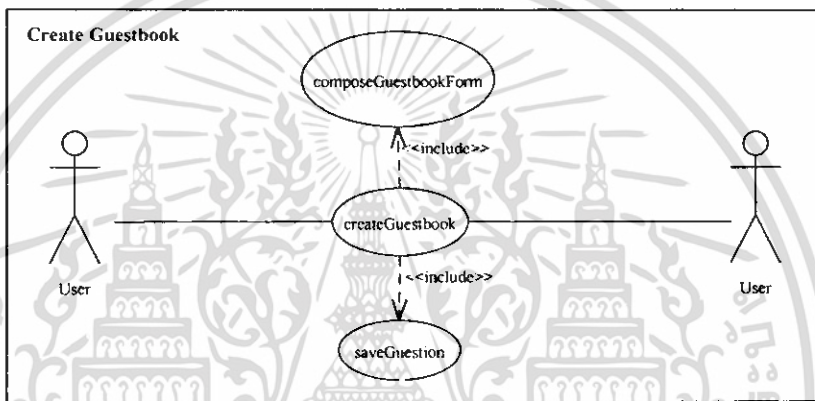 Create Guestbook
composeGuestbookForm
<<include>>
createGuestbook
User
User
<<include>>
saveGuestion